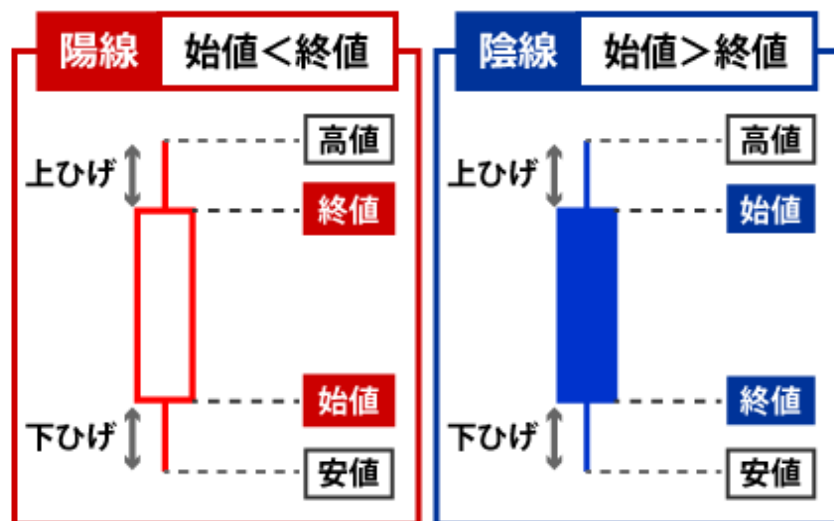 陽線 始値＜終値
高値
上ひげ
終値
始値
下ひげ
安値
陰線 始値＞終値
高値
上ひげ
始値
終値
下ひげ
安値